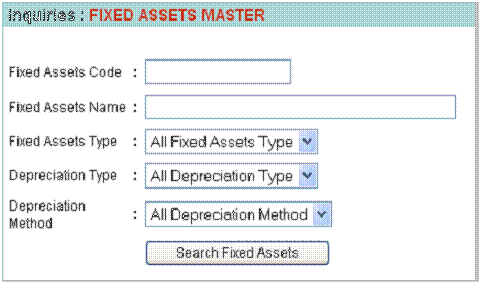 Inquiries : FIXED ASSETS MASTER
Fixed Assets Code :
Fixed Assets Name :
Fixed Assets Type : All Fixed Assets Type
Depreciation Type : All Depreciation Type
Depreciation
Method : All Depreciation Method
Search Fixed Assets